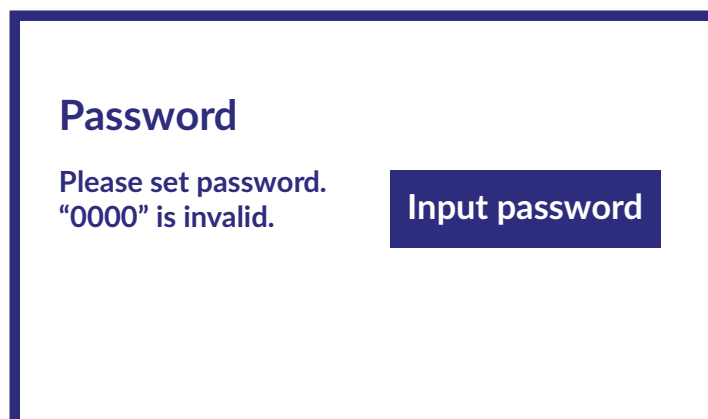 Password
Please set password.
“0000” is invalid.
Input password